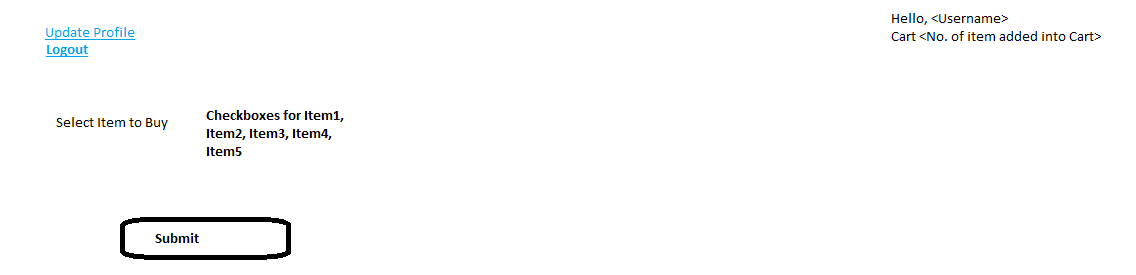 Hello, <Username>
Cart <No. of item added into Cart>
Update Profile
Logout
Select Item to Buy
Checkboxes for Item1,
Item2, Item3, Item4,
Item5
Submit